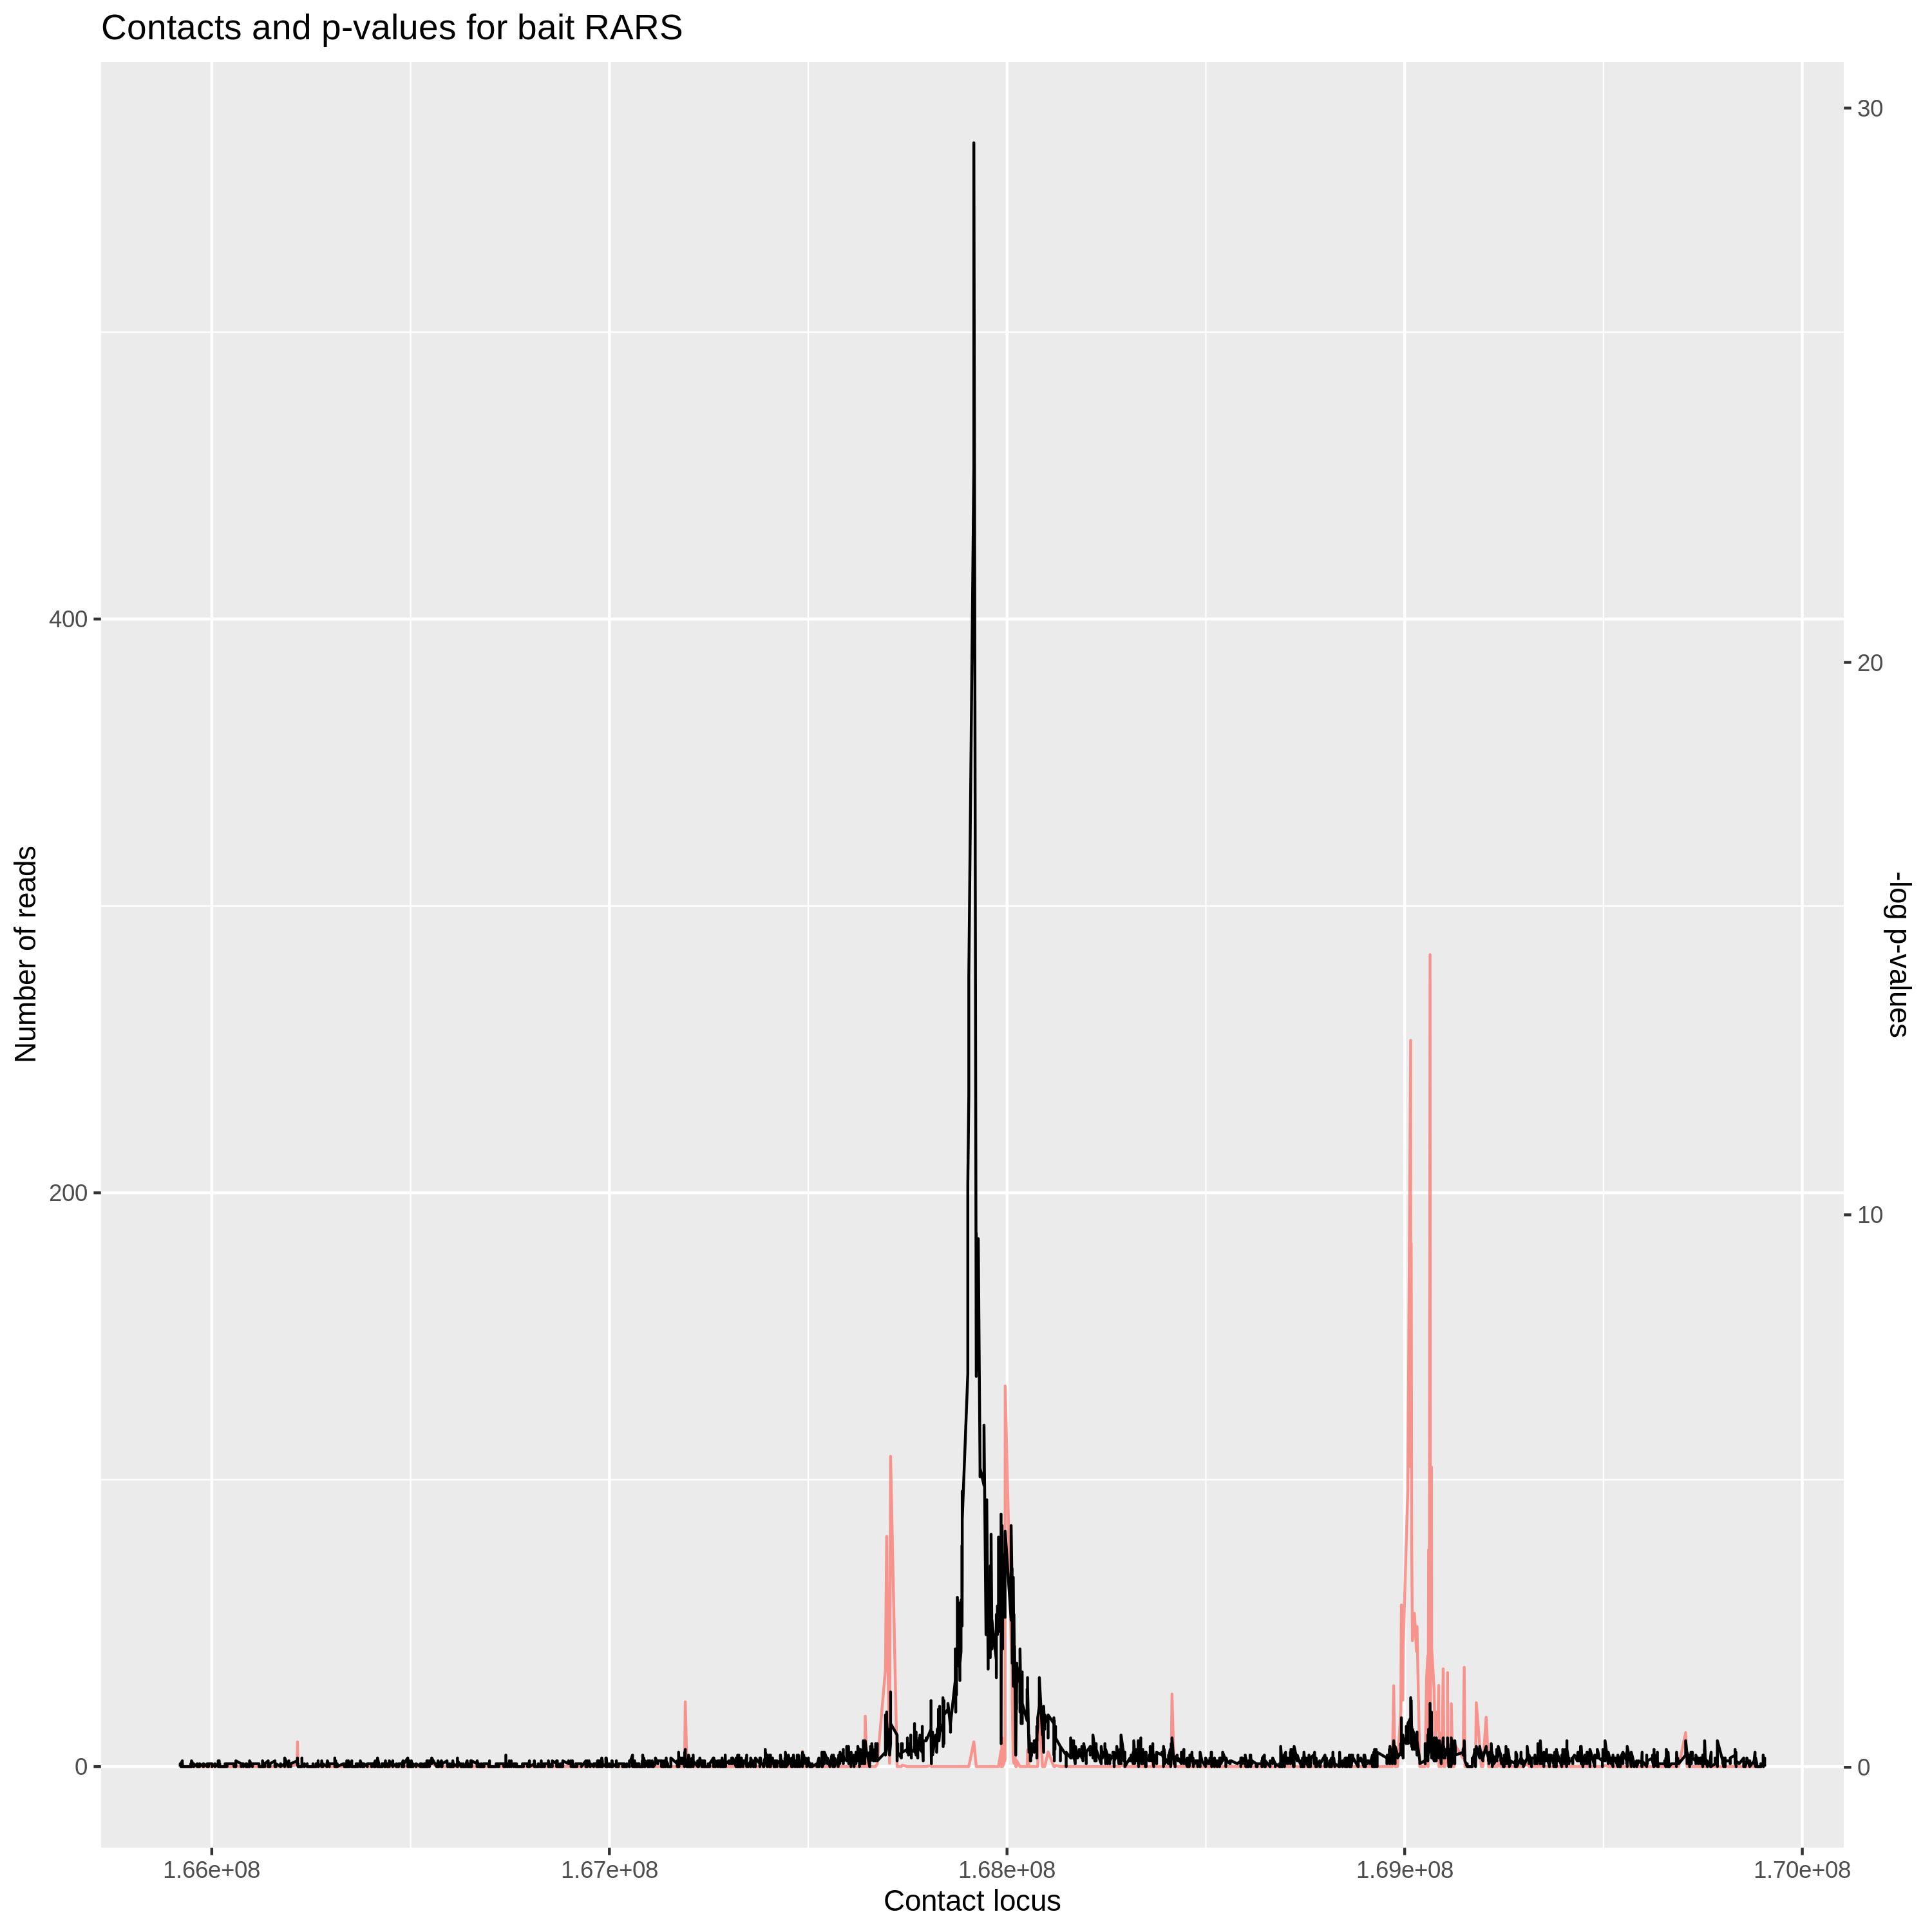 Contacts and p-values for bait RARS
Number of reads
400
200
0
30
20
10
0
-log p-values
1.66e+08
1.67e+08
1.68e+08
1.69e+08
1.70e+08
Contact locus